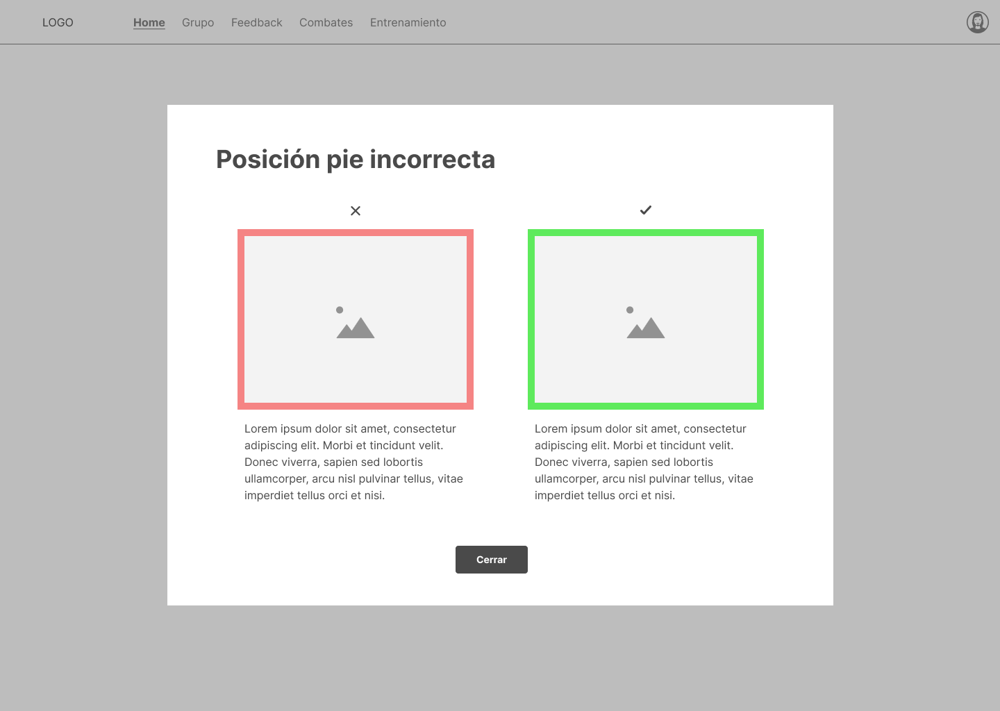 LOGO
Home
Grupo
Feedback
Combates
Entrenamiento
Posición pie incorrecta
Lorem ipsum dolor sit amet, consectetur
adipiscing elit. Morbi et tincidunt velit.
Donec viverra, sapien sed lobortis
ullamcorper, arcu nisl pulvinar tellus, vitae
imperdiet tellus orci et nisi.
Lorem ipsum dolor sit amet, consectetur
adipiscing elit. Morbi et tincidunt velit.
Donec viverra, sapien sed lobortis
ullamcorper, arcu nisl pulvinar tellus, vitae
imperdiet tellus orci et nisi.
Cerrar